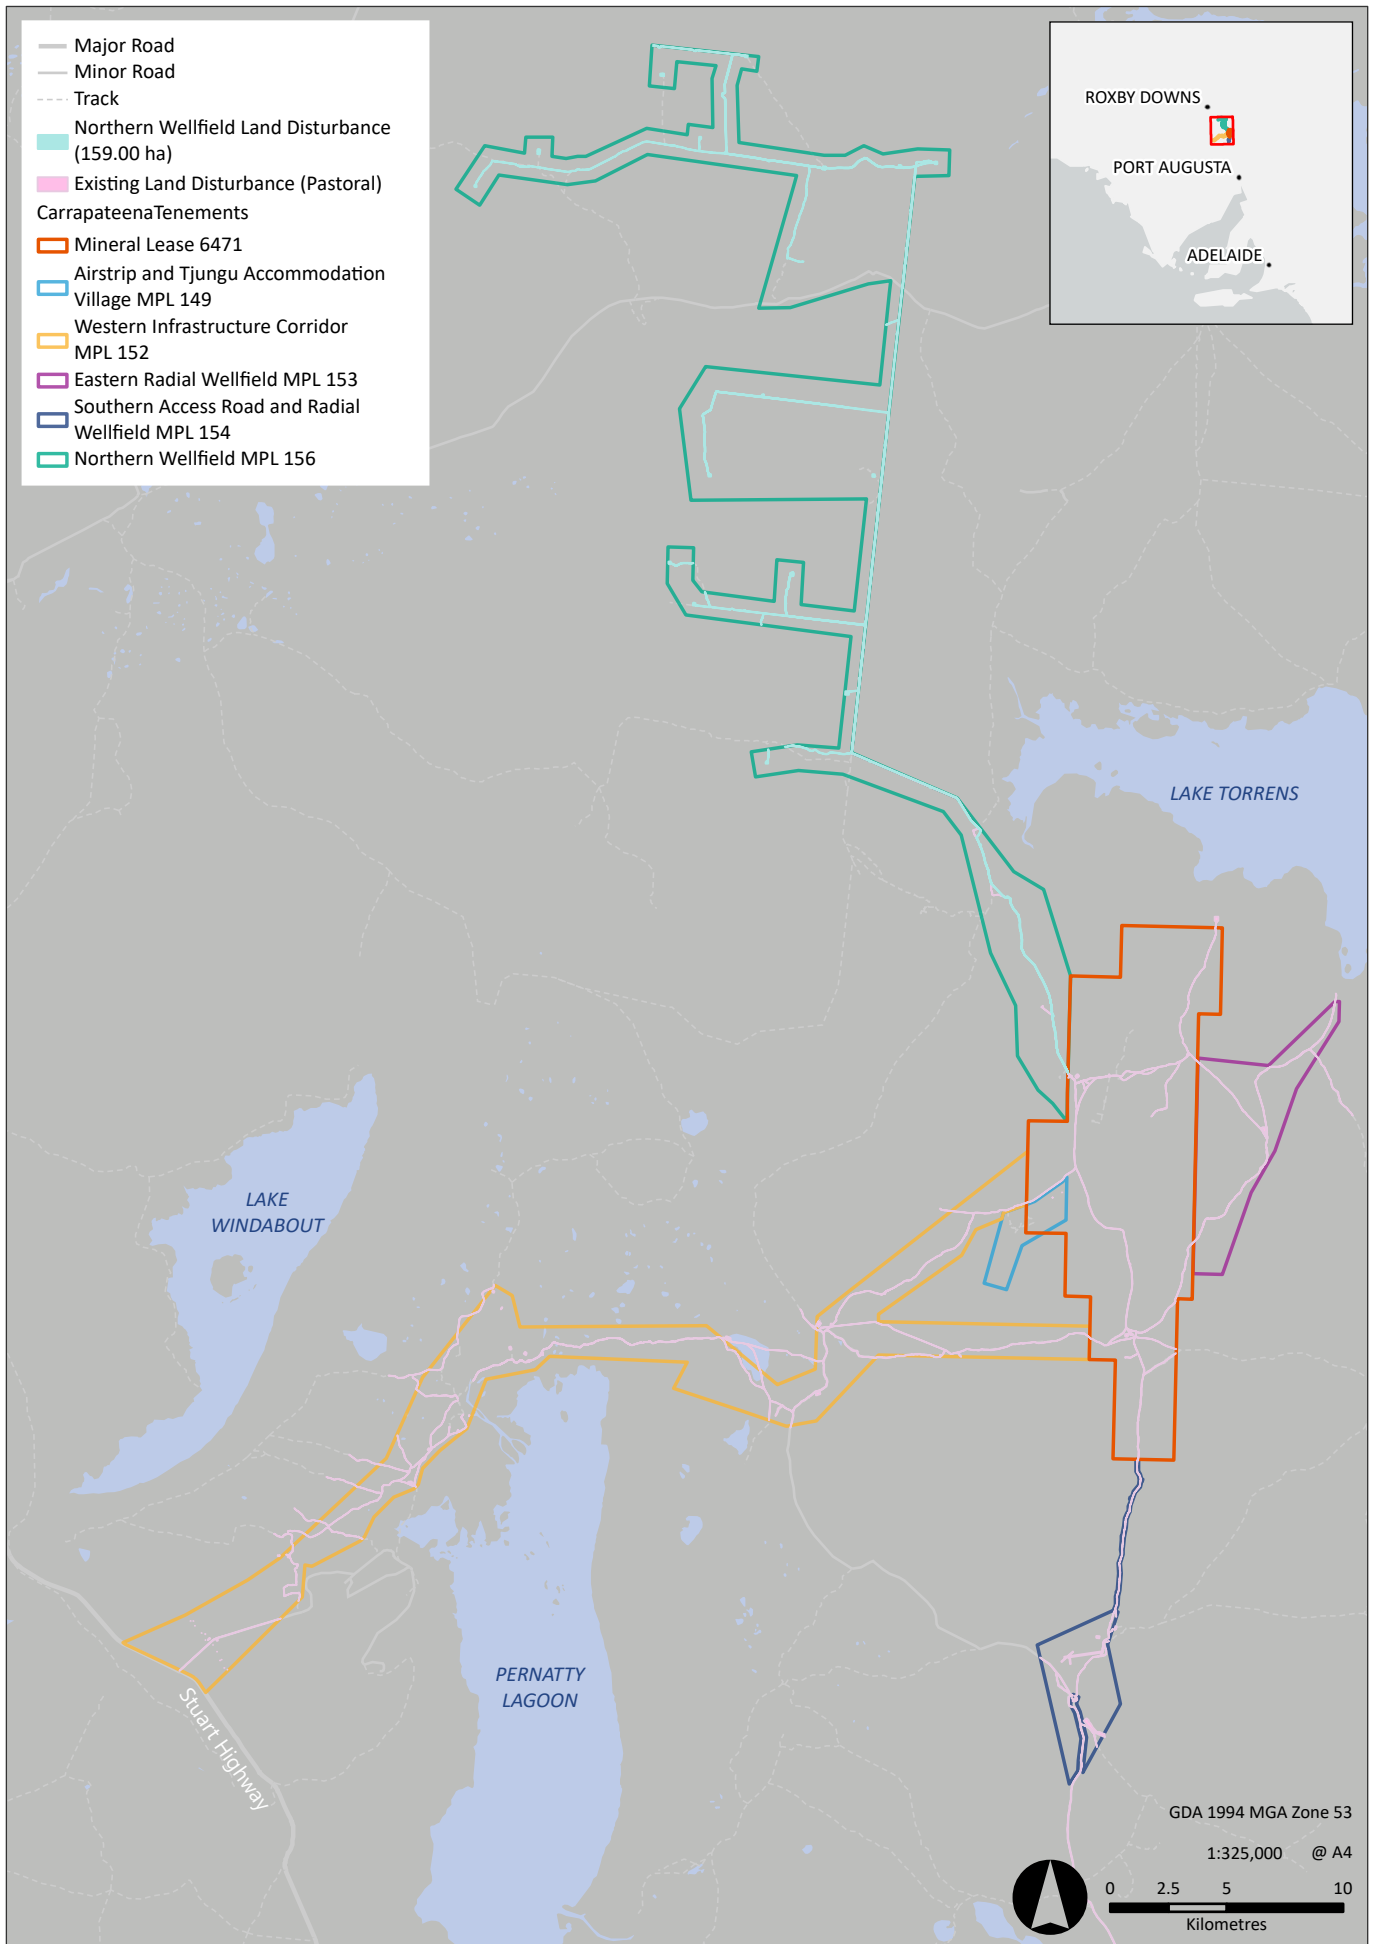 Major Road
Minor Road
Track
Northern Wellfield Land Disturbance
(159.00 ha)
Existing Land Disturbance (Pastoral)
CarrapateenaTenements
Mineral Lease 6471
Airstrip and Tjungu Accommodation
Village MPL 149
Western Infrastructure Corridor
MPL 152
Eastern Radial Wellfield MPL 153
Southern Access Road and Radial
Wellfield MPL 154
Northern Wellfield MPL 156
ROXBY DOWNS
PORT AUGUSTA
ADELAIDE
LAKE TORRENS
LAKE
WINDABOUT
PERNATTY
LAGOON
Stuart Highway
GDA 1994 MGA Zone 53
1:325,000 @ A4
0 2.5 5 10
Kilometres